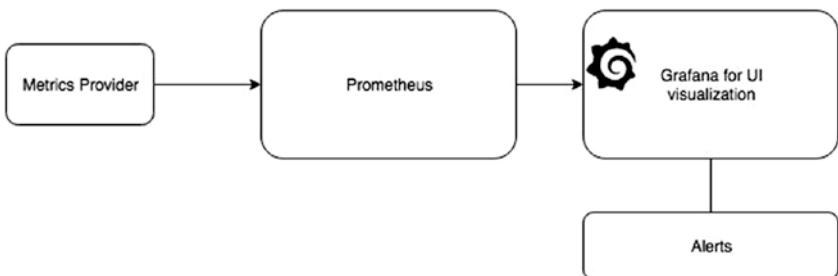 Metrics Provider
Prometheus
Grafana for UI
visualization
Alerts